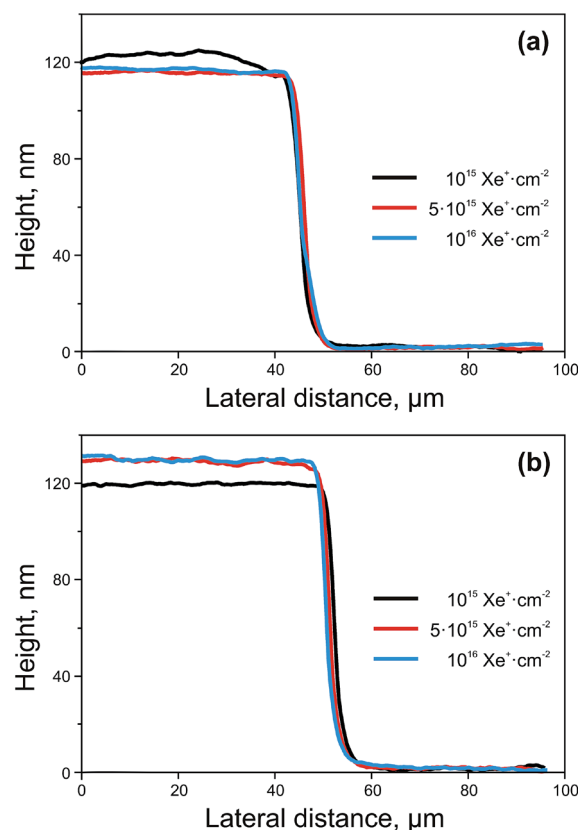 (a)
120
80
40
0
Height, nm
10¹⁵ Xe⁺·cm⁻²
5·10¹⁵ Xe⁺·cm⁻²
10¹⁶ Xe⁺·cm⁻²
0 20 40 60 80 100
Lateral distance, µm
(b)
120
80
40
0
Height, nm
10¹⁵ Xe⁺·cm⁻²
5·10¹⁵ Xe⁺·cm⁻²
10¹⁶ Xe⁺·cm⁻²
0 20 40 60 80 100
Lateral distance, µm